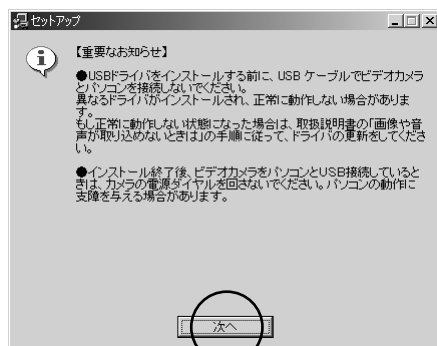 セットアップ
【重要なお知らせ】
●USBドライバをインストールする前に、USB ケーブルでビデオカメラ
とパソコンを接続しないでください。
異なるドライバがインストールされ、正常に動作しない場合がありま
す。
もし正常に動作しない状態になった場合は、取扱説明書の「画像や音
声が取り込めないときは」の手順に従って、ドライバの更新をしてくださ
い。
●インストール終了後、ビデオカメラをパソコンとUSB接続していると
きは、カメラの電源ダイヤルを回さないでください。パソコンの動作に
支障を与える場合があります。
次へ